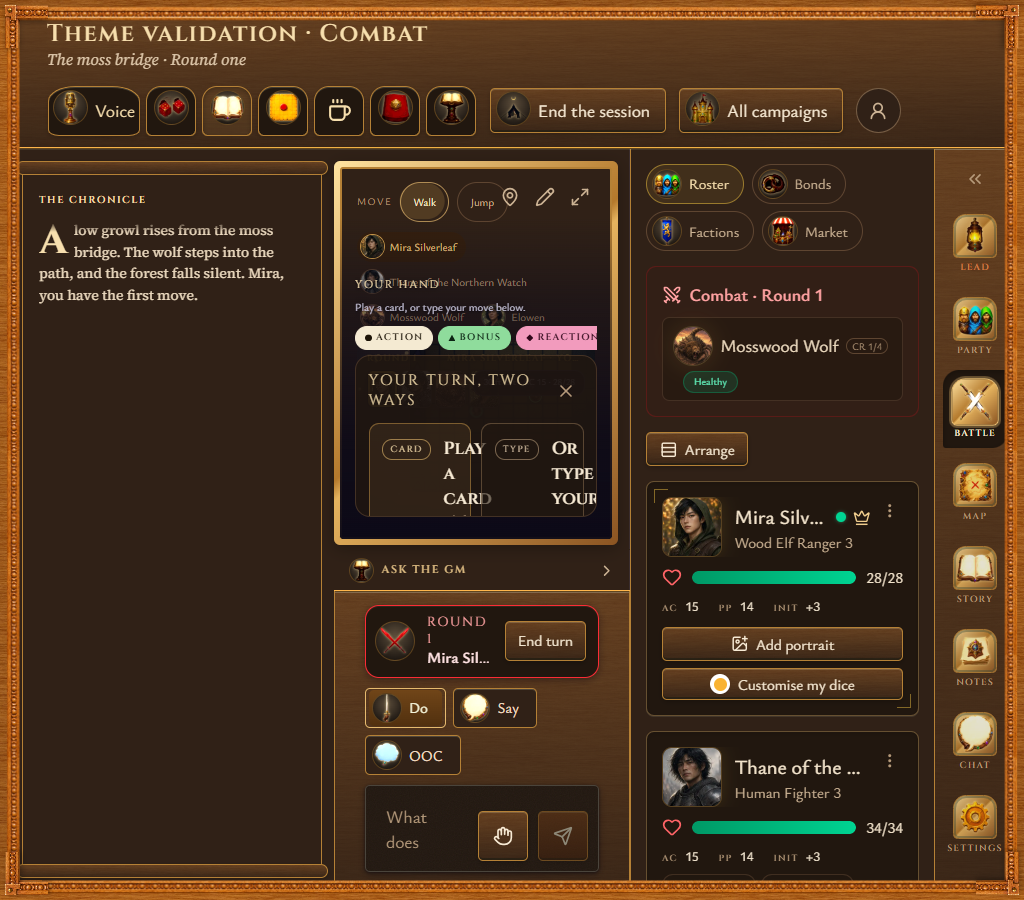 Theme validation · Combat
The moss bridge · Round one
Voice
End the session
All campaigns
THE CHRONICLE
A low growl rises from the moss
bridge. The wolf steps into the
path, and the forest falls silent. Mira,
you have the first move.
MOVE
Walk
Jump
Mira Silverleaf
Thane of the Northern Watch
YOUR HAND
Play a card, or type your move below.
Mosswood Wolf
Elowen
ACTION
BONUS
REACTION
YOUR TURN, TWO
WAYS
CARD
Play
a
card
TYPE
Or
type
your
ASK THE GM
ROUND
1
Mira Sil...
End turn
Do
Say
OOC
What
does
Roster
Bonds
Factions
Market
Combat · Round 1
Mosswood Wolf
CR 1/4
Healthy
Arrange
Mira Silv...
Wood Elf Ranger 3
28/28
AC 15 PP 14 INIT +3
Add portrait
Customise my dice
Thane of the ...
Human Fighter 3
34/34
AC 15 PP 14 INIT +3
LEAD
PARTY
BATTLE
MAP
STORY
NOTES
CHAT
SETTINGS